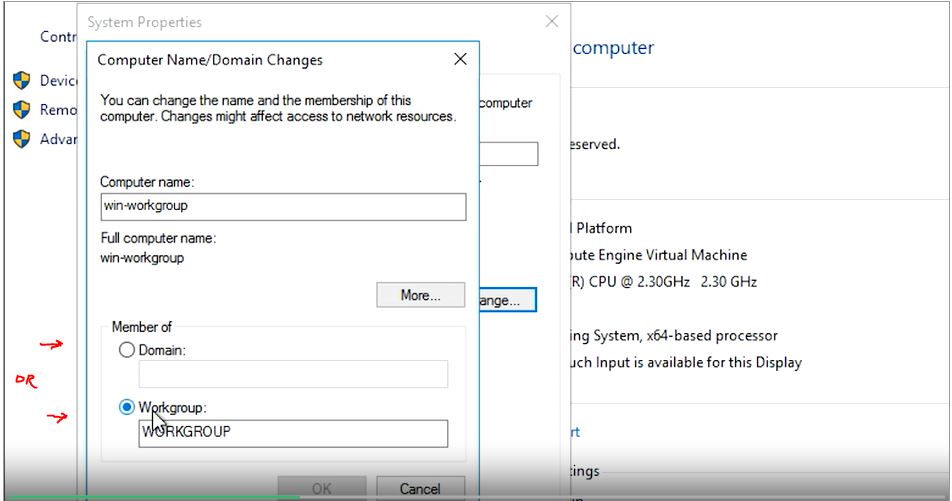 System Properties
Contr
Computer Name/Domain Changes
computer
Device
You can change the name and the membership of this
computer. Changes might affect access to network resources.
computer
Remo
Advar
eserved.
Computer name:
win-workgroup
Full computer name:
win-workgroup
l Platform
oute Engine Virtual Machine
(R) CPU @ 2.30GHz 2.30 GHz
More...
ange...
Member of
ing System, x64-based processor
Domain:
uch Input is available for this Display
OR
Workgroup:
WORKGROUP
rt
tings
OK
Cancel